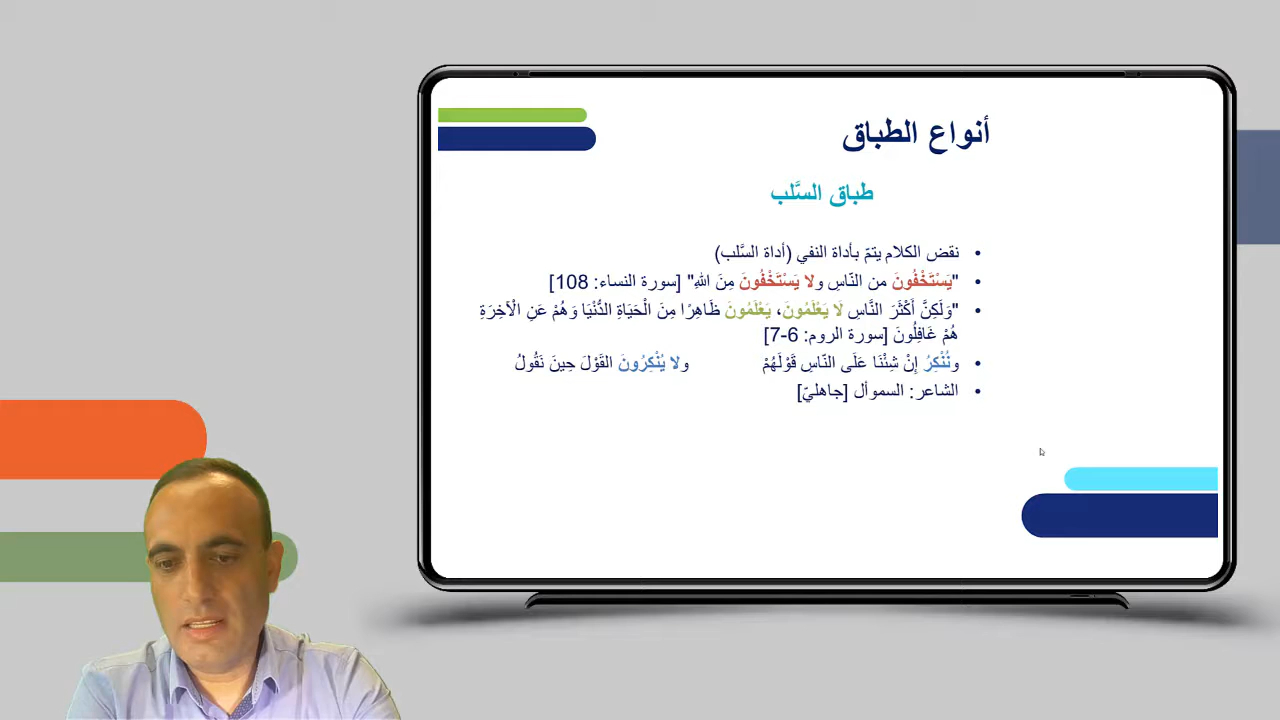 أنواع الطباق
طباق السَّلب
• نقض الكلام يتمّ بأداة النفي (أداة السَّلب)
• "يَسْتَخْفُونَ من النّاسِ ولا يَسْتَخْفُونَ مِنَ اللهِ" [سورة النساء: 108]
• "وَلَكِنَّ أَكْثَرَ النَّاسِ لَا يَعْلَمُونَ، يَعْلَمُونَ ظَاهِرًا مِنَ الْحَيَاةِ الدُّنْيَا وَهُمْ عَنِ الْآخِرَةِ
هُمْ غَافِلُونَ [سورة الروم: 6-7]
• ونُنْكِرُ إِنْ شِئْنَا عَلَى النّاسِ قَوْلَهُمْ ولا يُنْكِرُونَ القَوْلَ حِينَ نَقُولُ
• الشاعر: السموأل [جاهليّ]